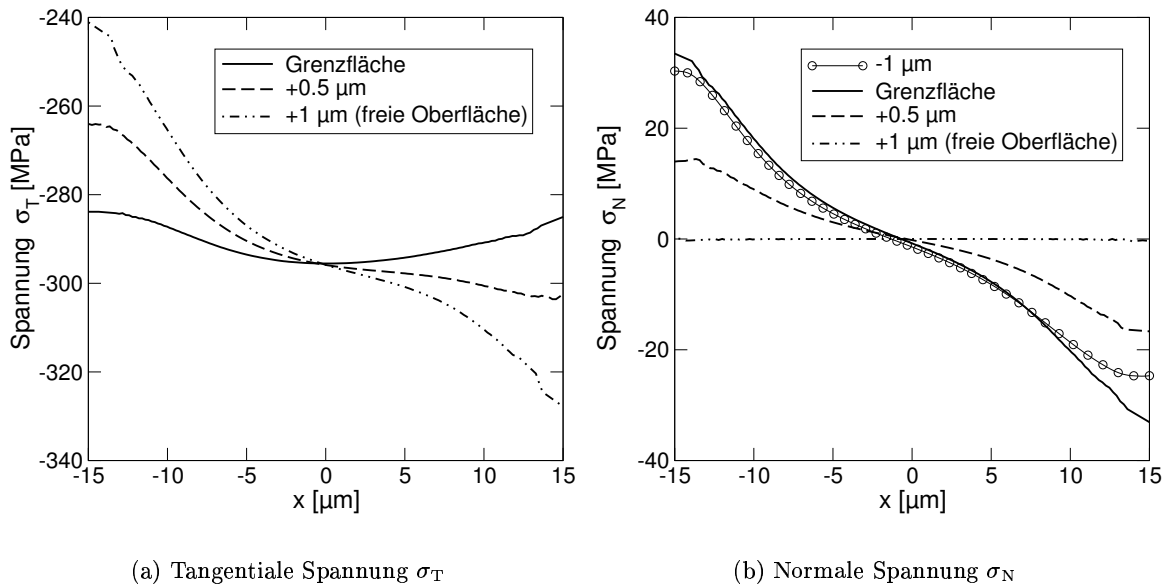 -240
-260
-280
-300
-320
-340
-15
-10
-5
0
5
10
15
x [µm]
Spannung σT [MPa]
Grenzfläche
+0.5 µm
+1 µm (freie Oberfläche)
40
20
0
-20
-40
-15
-10
-5
0
5
10
15
x [µm]
Spannung σN [MPa]
-1 µm
Grenzfläche
+0.5 µm
+1 µm (freie Oberfläche)
(a) Tangentiale Spannung σT
(b) Normale Spannung σN